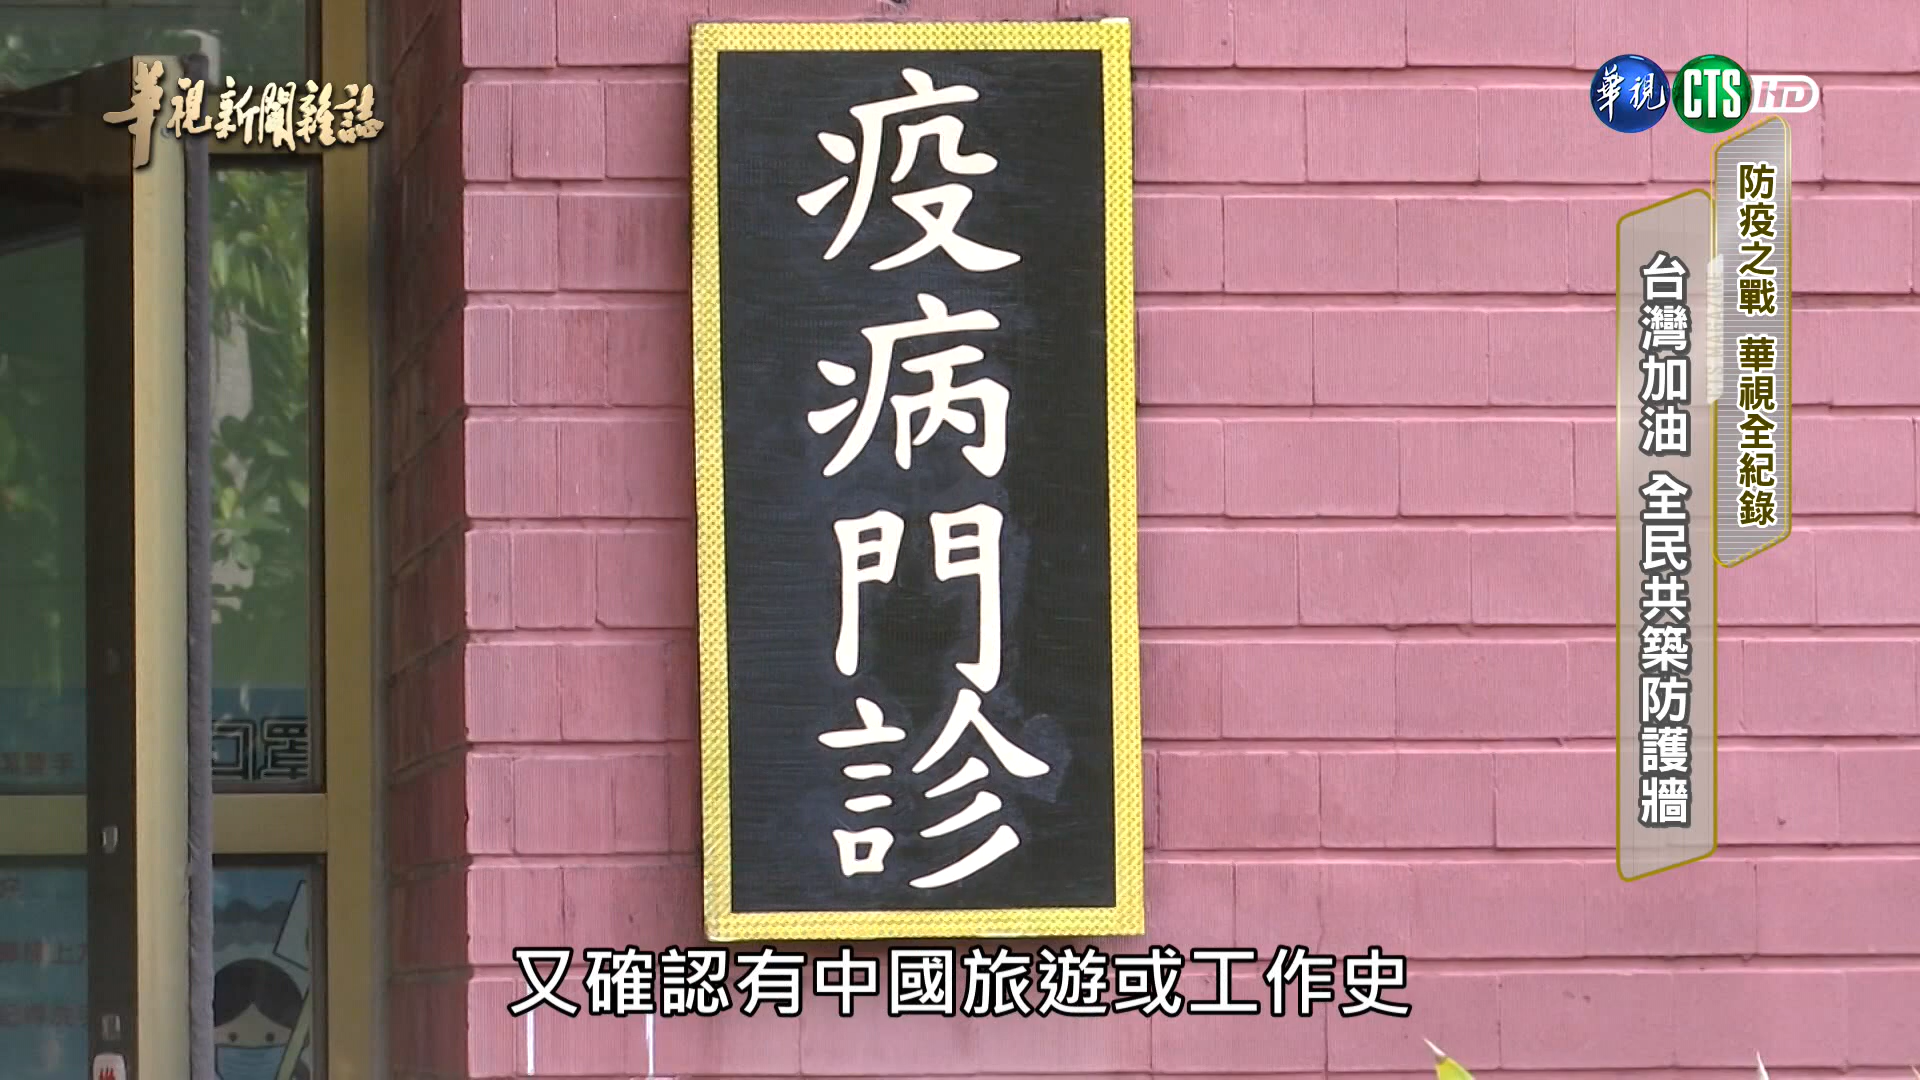 華視新聞雜誌
華視 CTS HD
防疫之戰 華視全紀錄
台灣加油 全民共築防護牆
疫病門診
口罩
又確認有中國旅遊或工作史